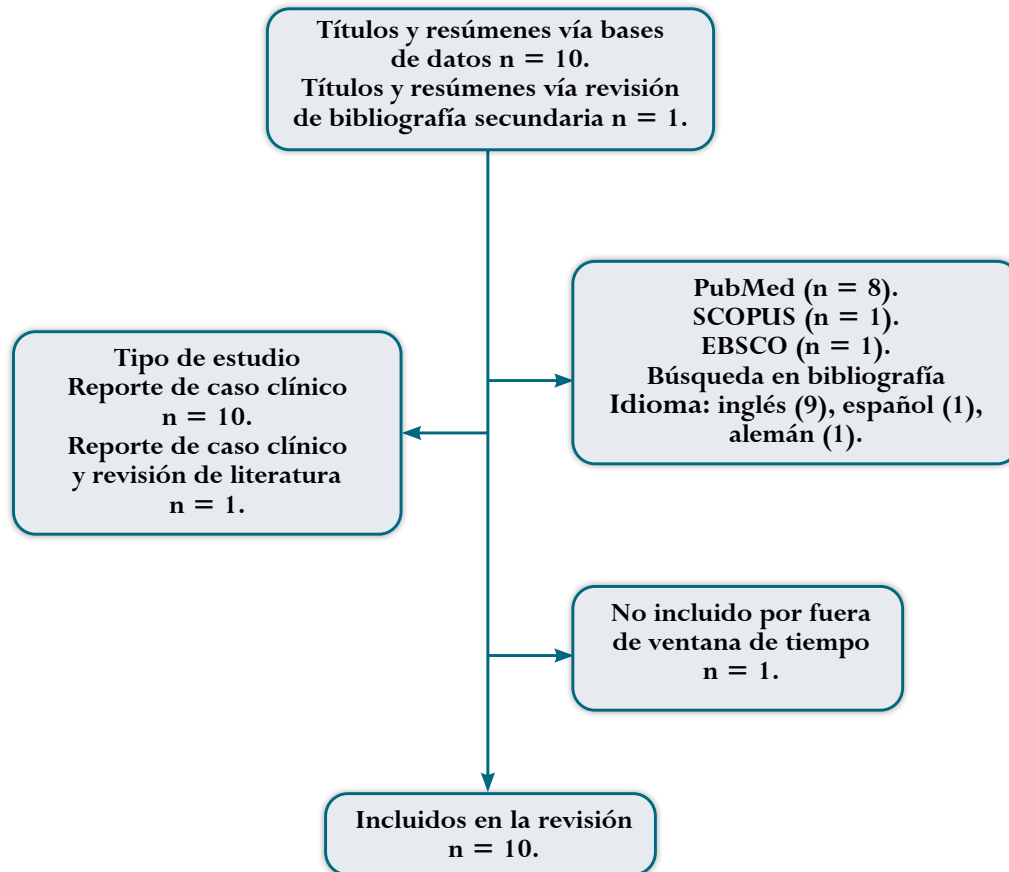 Títulos y resúmenes vía bases
de datos n = 10.
Títulos y resúmenes vía revisión
de bibliografía secundaria n = 1.
PubMed (n = 8).
SCOPUS (n = 1).
EBSCO (n = 1).
Búsqueda en bibliografía
Idioma: inglés (9), español (1),
alemán (1).
Tipo de estudio
Reporte de caso clínico
n = 10.
Reporte de caso clínico
y revisión de literatura
n = 1.
No incluido por fuera
de ventana de tiempo
n = 1.
Incluidos en la revisión
n = 10.